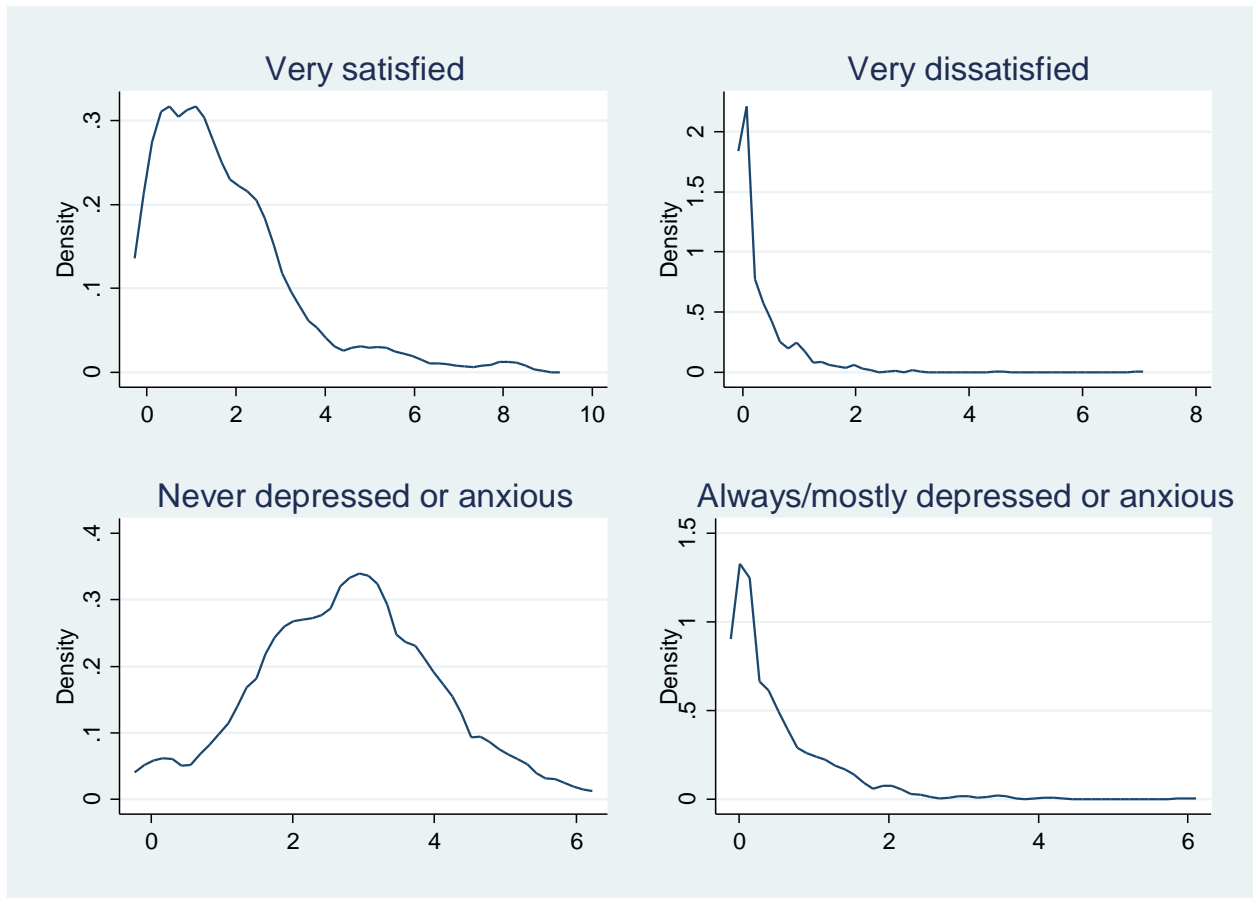 Very satisfied
Density
.3
.2
.1
0
0 2 4 6 8 10
Very dissatisfied
Density
2
1.5
1
.5
0
0 2 4 6 8
Never depressed or anxious
Density
.4
.3
.2
.1
0
0 2 4 6
Always/mostly depressed or anxious
Density
1.5
1
.5
0
0 2 4 6